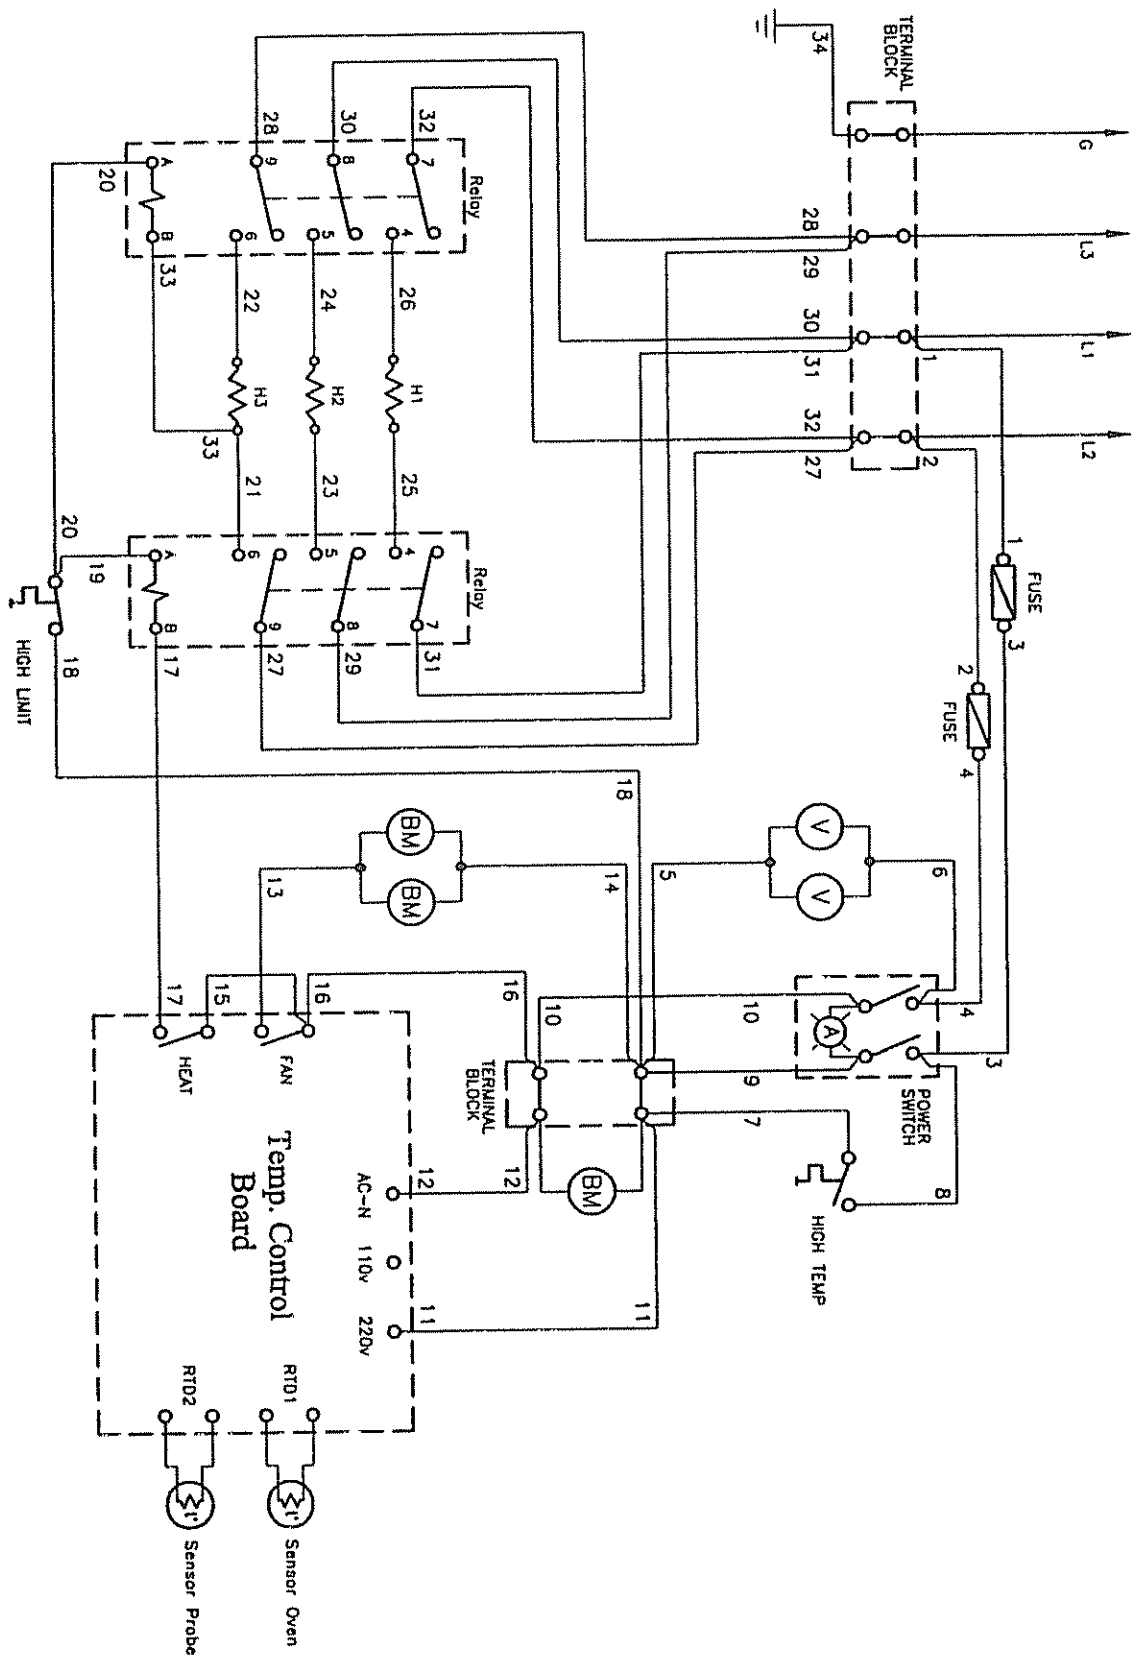 TERMINAL
BLOCK
34
G
L3
L1
L2
28
29
30
31
32
27
1
2
28
30
32
Relay
9
8
7
A
B
6
5
4
20
33
22
24
26
H3
H2
H1
33
21
23
25
20
19
Relay
A
B
6
5
4
9
8
7
HIGH LIMIT
18
17
27
29
31
1
FUSE
3
2
FUSE
4
18
BM
BM
13
14
V
V
5
6
17
15
16
16
10
10
9
4
3
A
POWER
SWITCH
7
8
HIGH TEMP
HEAT
FAN
TERMINAL
BLOCK
BM
12
12
11
11
Temp. Control
Board
AC-N
110v
220v
RTD2
RTD1
Sensor Probe
Sensor Oven